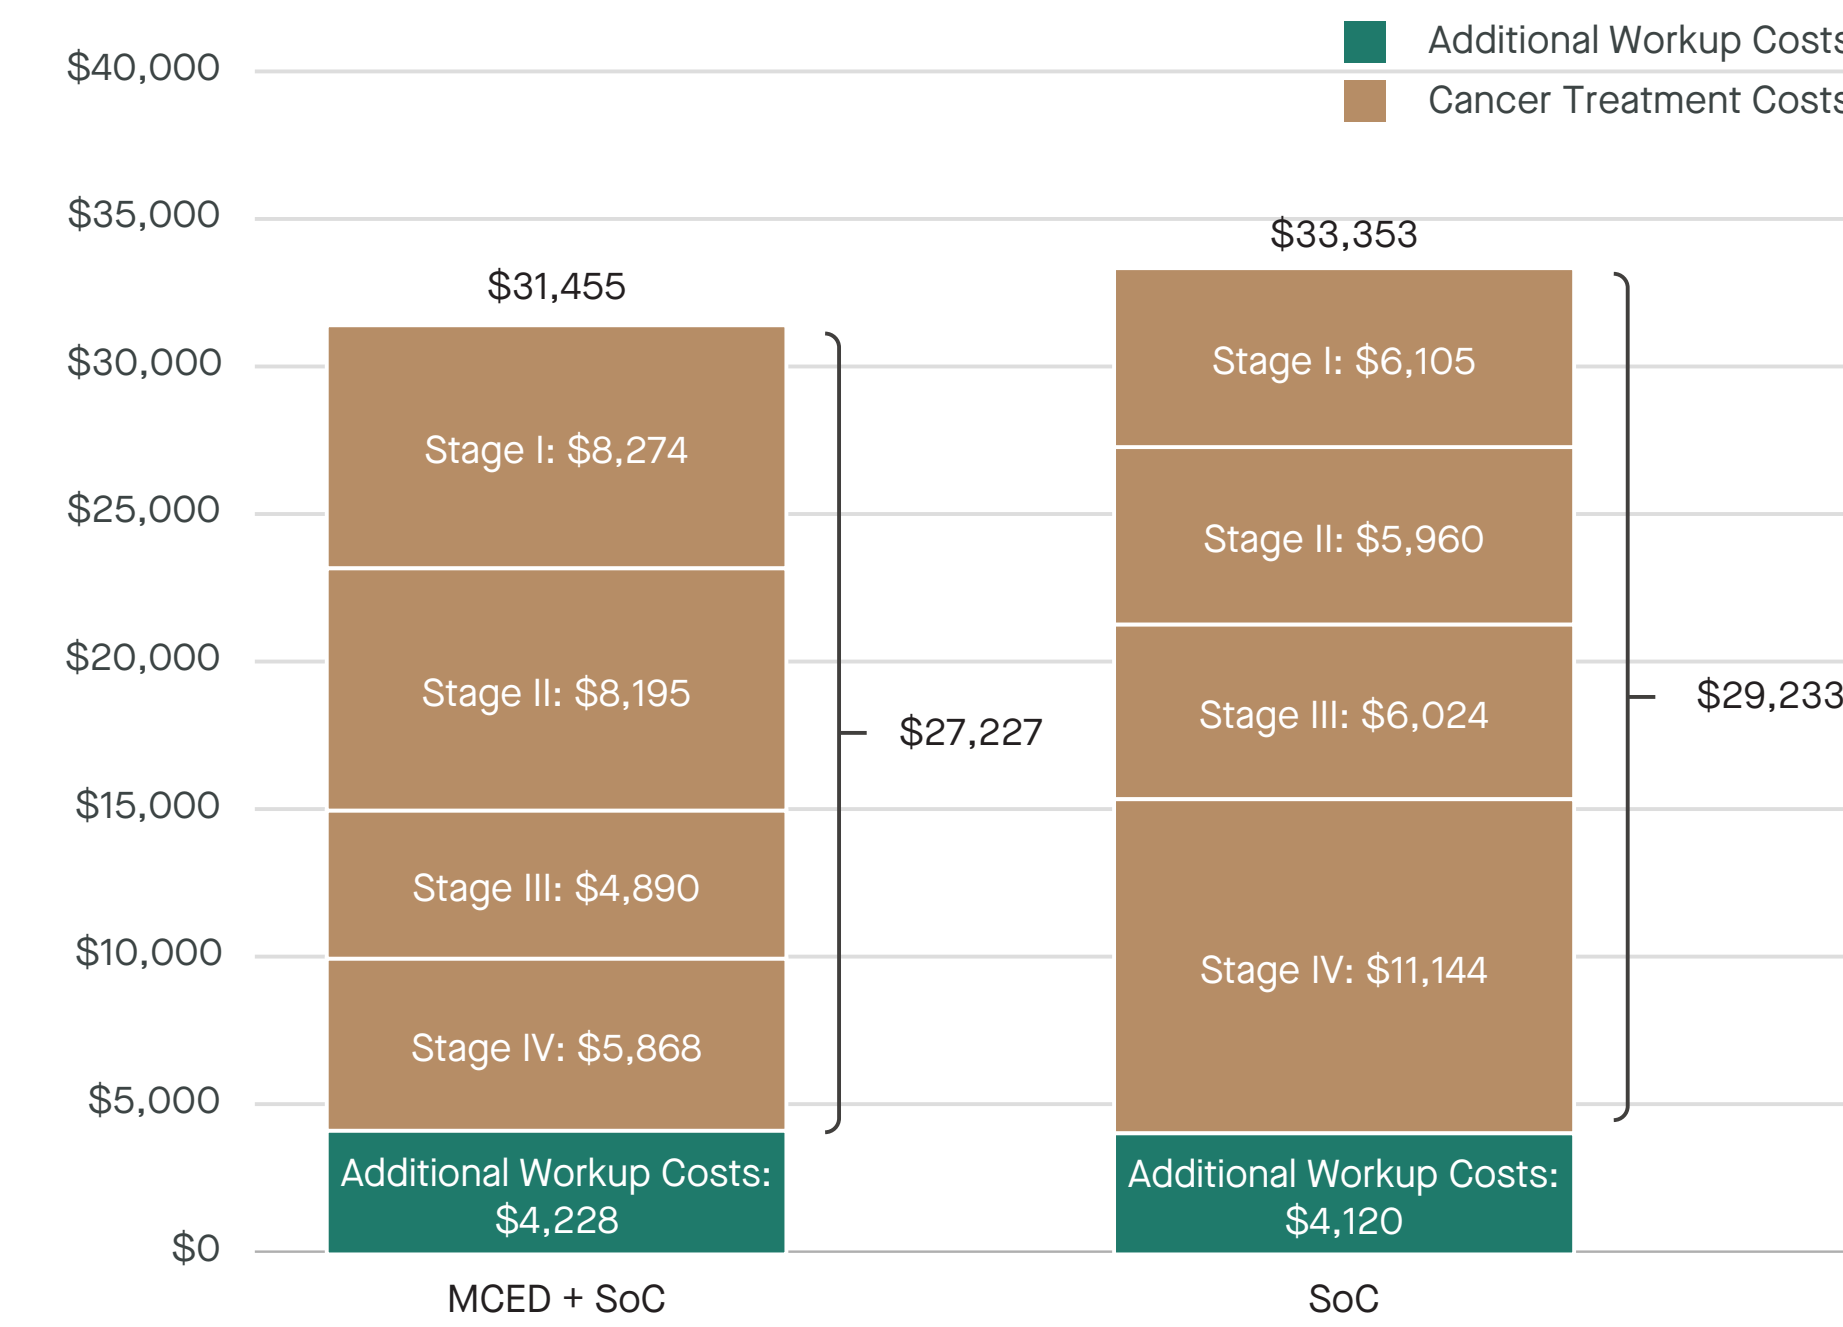 Additional Workup Costs
Cancer Treatment Costs
$40,000
$35,000
$30,000
$25,000
$20,000
$15,000
$10,000
$5,000
$0
$31,455
Stage I: $8,274
Stage II: $8,195
Stage III: $4,890
Stage IV: $5,868
Additional Workup Costs:
$4,228
$27,227
MCED + SoC
$33,353
Stage I: $6,105
Stage II: $5,960
Stage III: $6,024
Stage IV: $11,144
Additional Workup Costs:
$4,120
$29,233
SoC